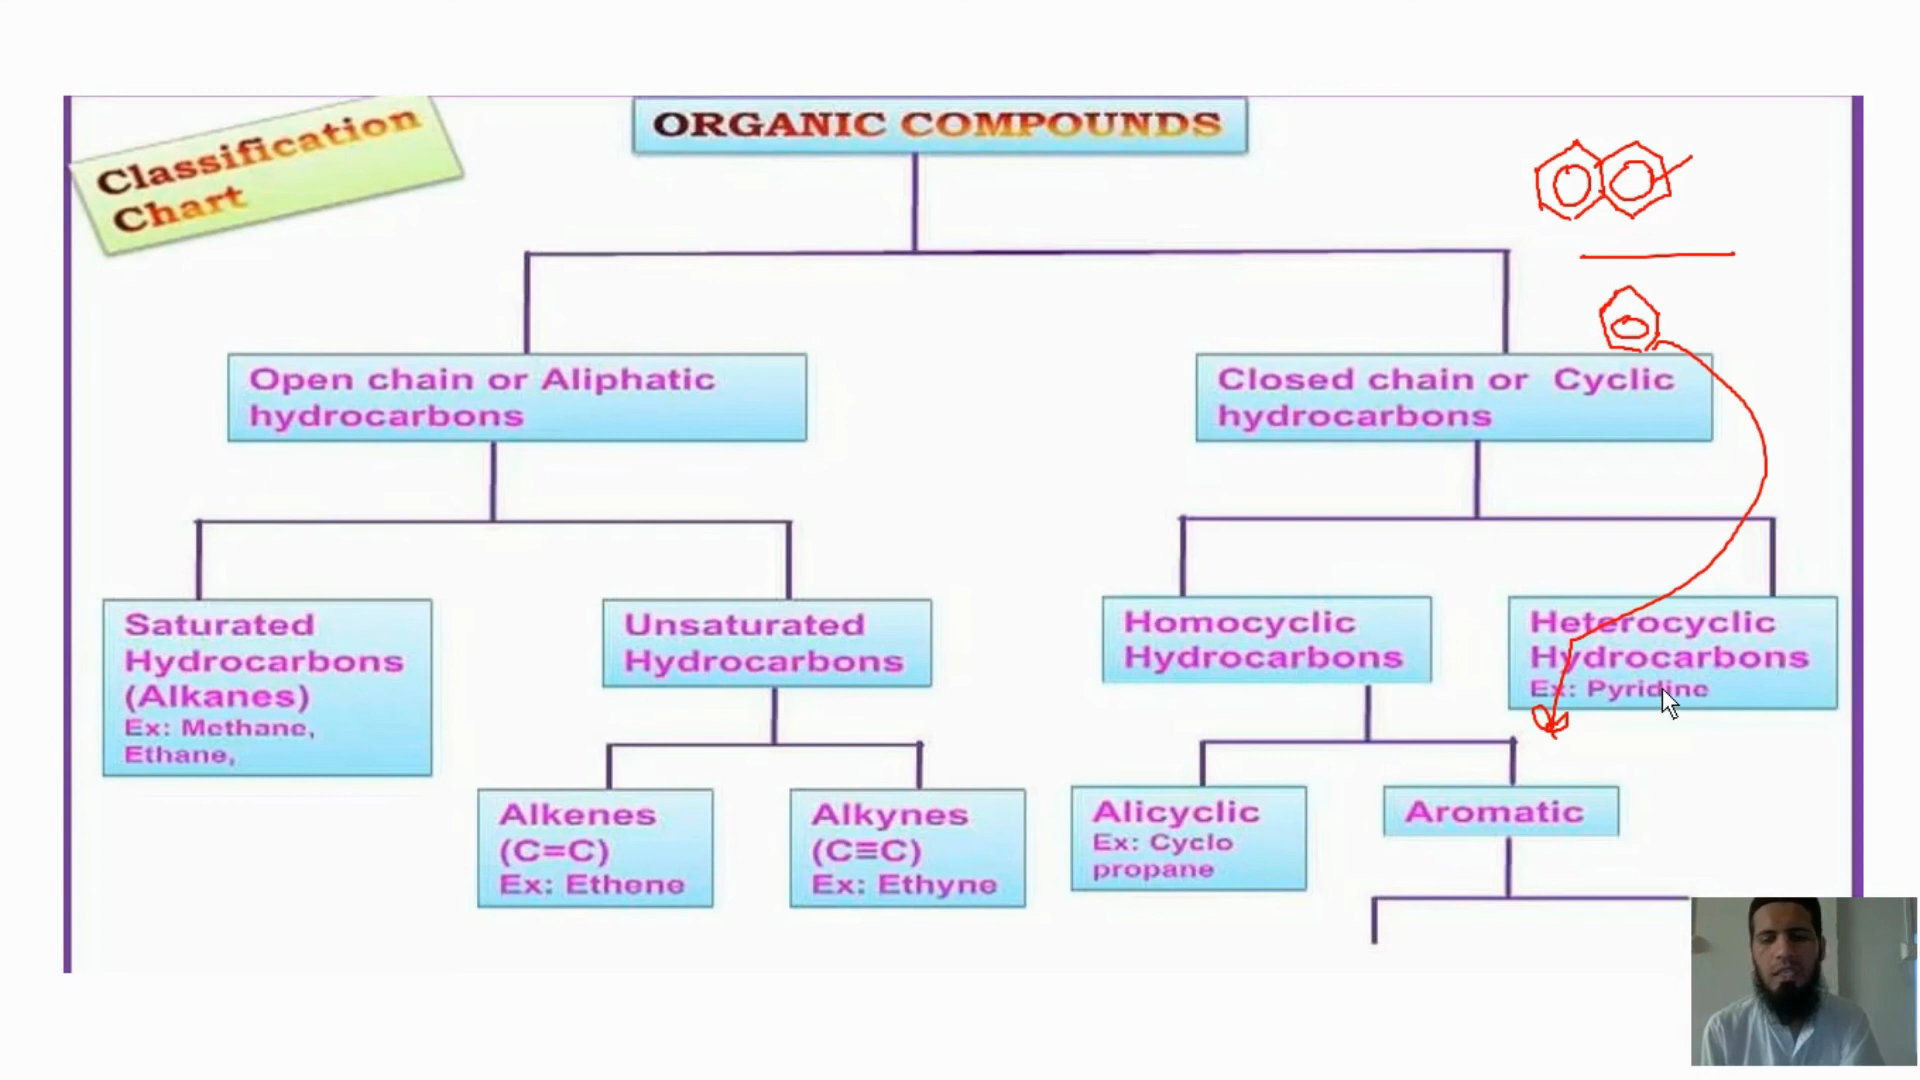 Classification
Chart
ORGANIC COMPOUNDS
Open chain or Aliphatic
hydrocarbons
Closed chain or Cyclic
hydrocarbons
Saturated
Hydrocarbons
(Alkanes)
Ex: Methane,
Ethane,
Unsaturated
Hydrocarbons
Homocyclic
Hydrocarbons
Heterocyclic
Hydrocarbons
Ex: Pyridine
Alkenes
(C=C)
Ex: Ethene
Alkynes
(C≡C)
Ex: Ethyne
Alicyclic
Ex: Cyclo
propane
Aromatic